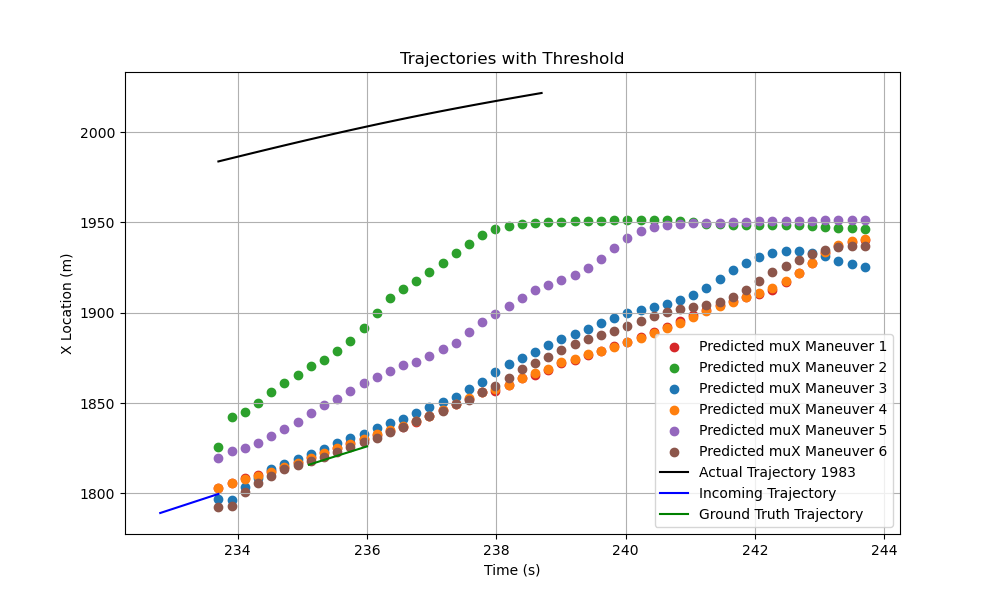 Trajectories with Threshold
X Location (m)
2000
1950
1900
1850
1800
Predicted muX Maneuver 1
Predicted muX Maneuver 2
Predicted muX Maneuver 3
Predicted muX Maneuver 4
Predicted muX Maneuver 5
Predicted muX Maneuver 6
Actual Trajectory 1983
Incoming Trajectory
Ground Truth Trajectory
234 236 238 240 242 244
Time (s)